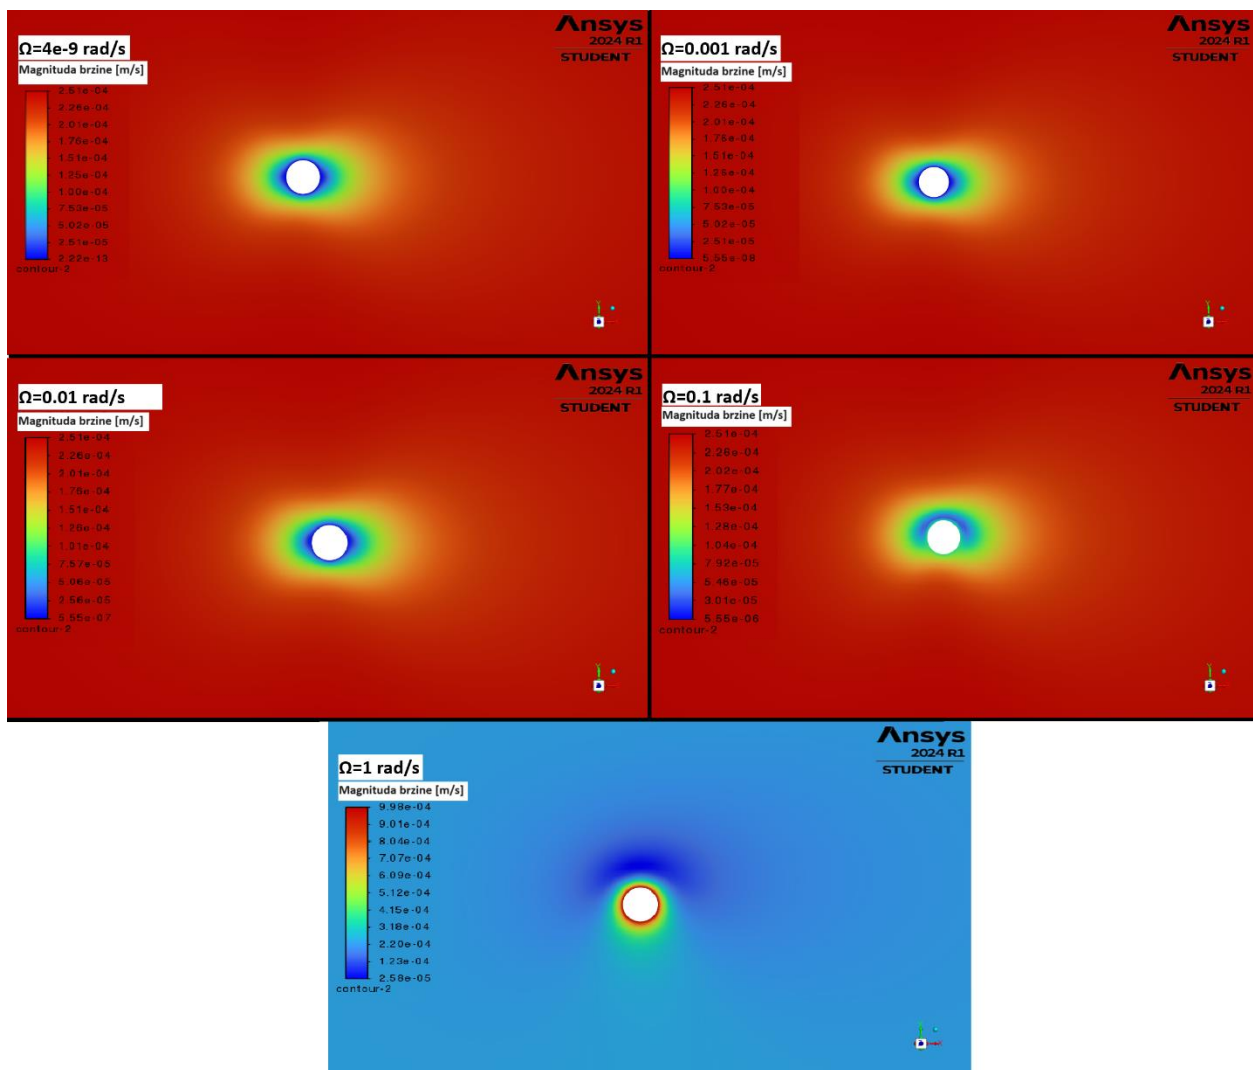 Ansys
2024 R1
STUDENT
Ω=4e-9 rad/s
Magnituda brzine [m/s]
2.51e-04
2.26e-04
2.01e-04
1.76e-04
1.51e-04
1.25e-04
1.00e-04
7.53e-05
5.02e-05
2.51e-05
2.22e-13
contour-2
Y
Ansys
2024 R1
STUDENT
Ω=0.001 rad/s
Magnituda brzine [m/s]
2.51e-04
2.26e-04
2.01e-04
1.76e-04
1.51e-04
1.26e-04
1.00e-04
7.53e-05
5.02e-05
2.51e-05
5.55e-08
contour-2
Y
Ansys
2024 R1
STUDENT
Ω=0.01 rad/s
Magnituda brzine [m/s]
2.51e-04
2.26e-04
2.01e-04
1.76e-04
1.51e-04
1.26e-04
1.01e-04
7.57e-05
5.06e-05
2.56e-05
5.55e-07
contour-2
Y
Ansys
2024 R1
STUDENT
Ω=0.1 rad/s
Magnituda brzine [m/s]
2.51e-04
2.26e-04
2.02e-04
1.77e-04
1.53e-04
1.28e-04
1.04e-04
7.92e-05
5.46e-05
3.01e-05
5.55e-06
contour-2
Y
Ansys
2024 R1
STUDENT
Ω=1 rad/s
Magnituda brzine [m/s]
9.98e-04
9.01e-04
8.04e-04
7.07e-04
6.09e-04
5.12e-04
4.15e-04
3.18e-04
2.20e-04
1.23e-04
2.58e-05
contour-2